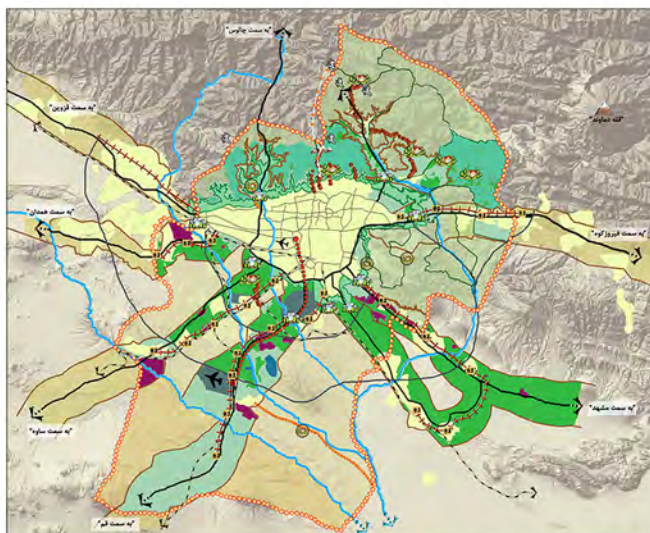 "به سمت چالوس"
"به سمت قزوین"
"قله دماوند"
"به سمت همدان"
"به سمت فیروزکوه"
"به سمت مشهد"
"به سمت ساوه"
"به سمت قم"